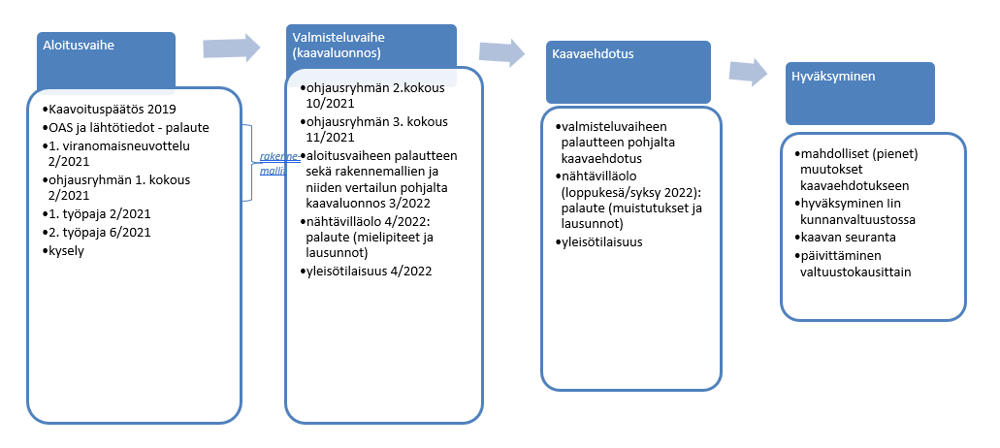 Aloitusvaihe
•Kaavoituspäätös 2019
•OAS ja lähtötiedot - palaute
•1. viranomaisneuvottelu
2/2021
•ohjausryhmän 1. kokous
2/2021
•1. työpaja 2/2021
•2. työpaja 6/2021
•kysely
rakenne-
mallit
Valmisteluvaihe
(kaavaluonnos)
•ohjausryhmän 2.kokous
10/2021
•ohjausryhmän 3. kokous
11/2021
•aloitusvaiheen palautteen
sekä rakennemallien ja
niiden vertailun pohjalta
kaavaluonnos 3/2022
•nähtävilläolo 4/2022:
palaute (mielipiteet ja
lausunnot)
•yleisötilaisuus 4/2022
Kaavaehdotus
•valmisteluvaiheen
palautteen pohjalta
kaavaehdotus
•nähtävilläolo
(loppukesä/syksy 2022):
palaute (muistutukset ja
lausunnot)
•yleisötilaisuus
Hyväksyminen
•mahdolliset (pienet)
muutokset
kaavaehdotukseen
•hyväksyminen Iin
kunnanvaltuustossa
•kaavan seuranta
•päivittäminen
valtuustokausittain